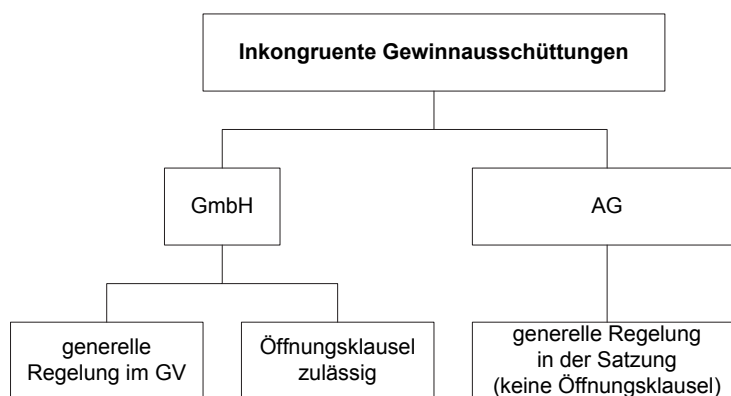 Inkongruente Gewinnausschüttungen
GmbH
AG
generelle
Regelung im GV
Öffnungsklausel
zulässig
generelle Regelung
in der Satzung
(keine Öffnungsklausel)